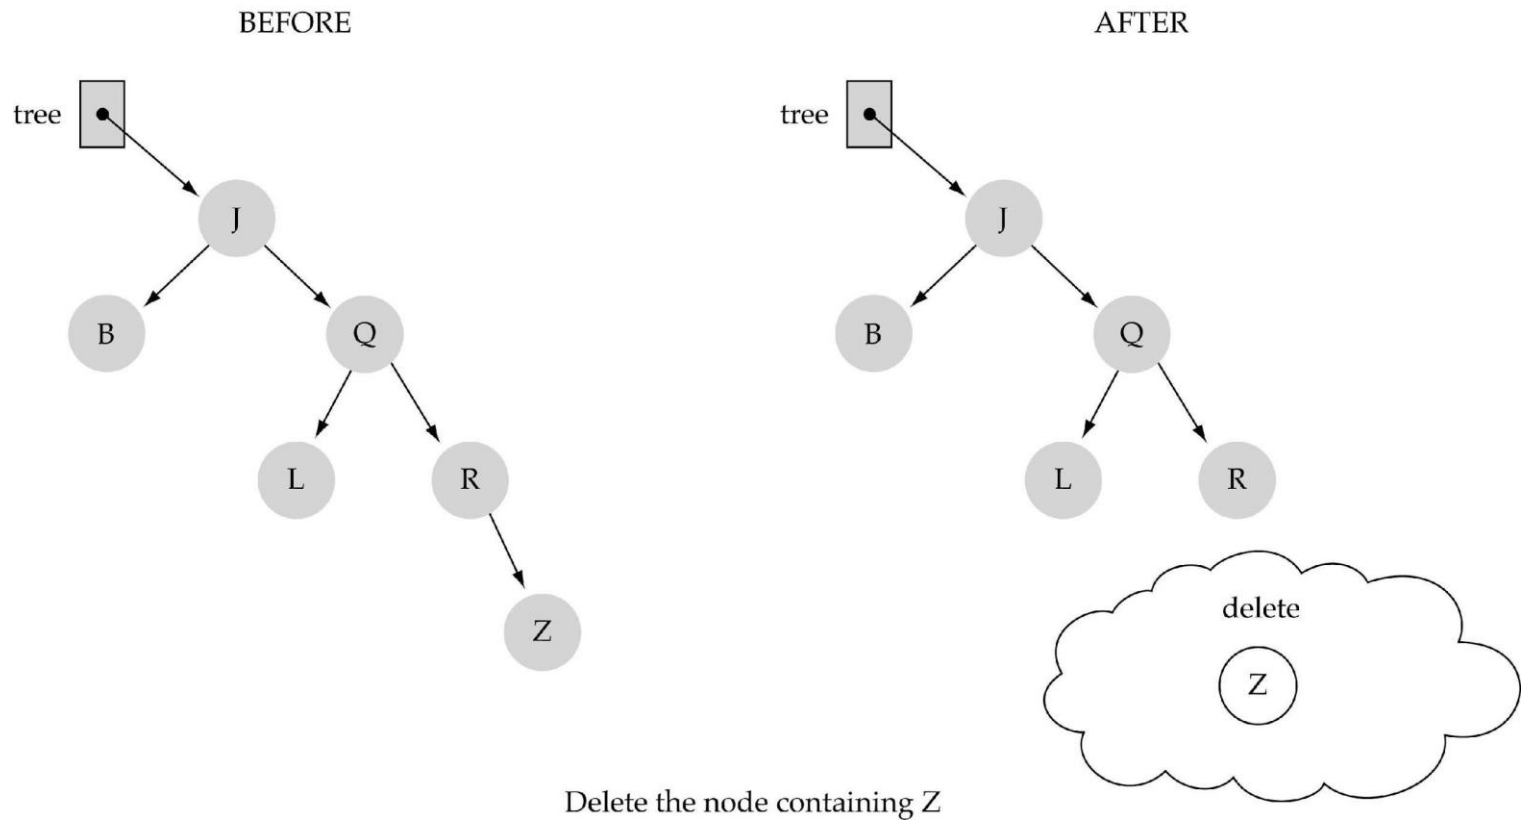 BEFORE
AFTER
tree
tree
J
J
B
Q
B
Q
L
R
L
R
delete
Z
Z
Delete the node containing Z